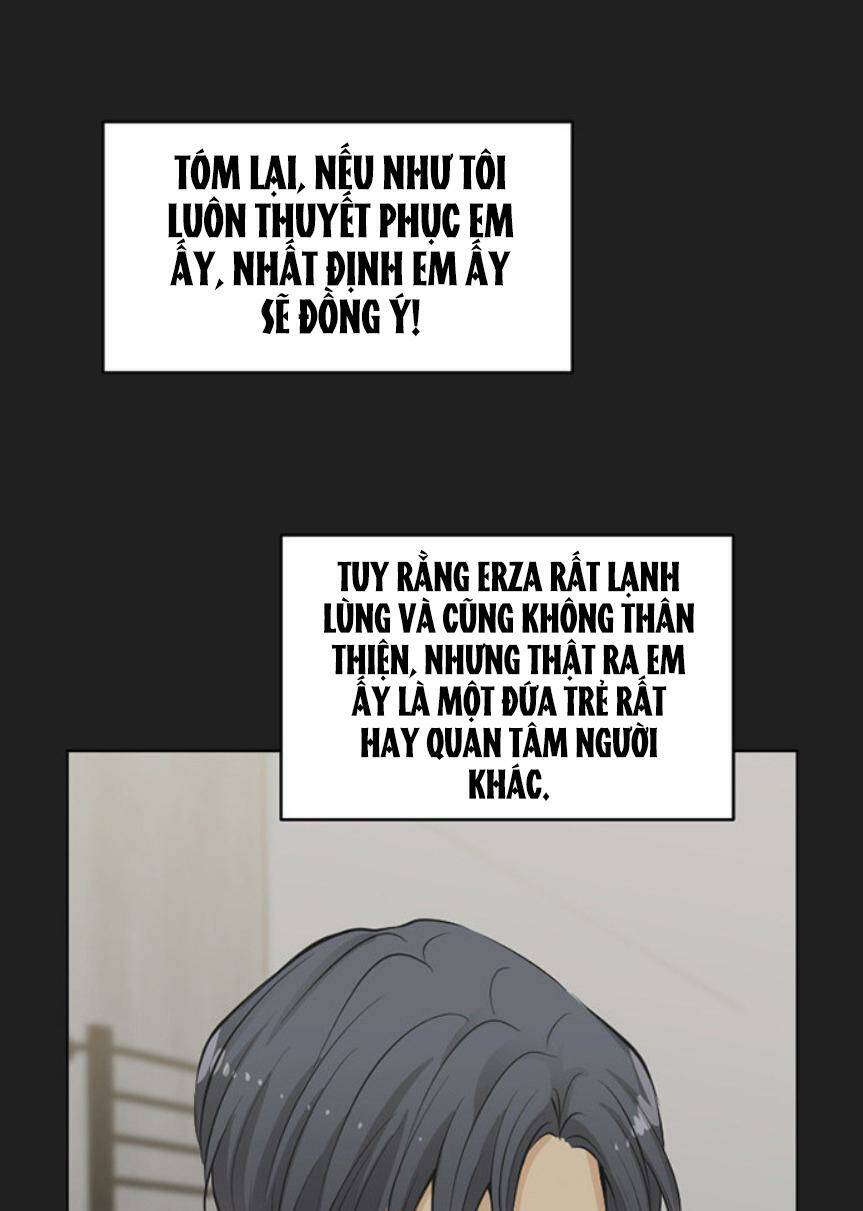 TÓM LẠI, NẾU NHƯ TÔI
LUÔN THUYẾT PHỤC EM
ẤY, NHẤT ĐỊNH EM ẤY
SẼ ĐỒNG Ý!
TUY RẰNG ERZA RẤT LẠNH
LÙNG VÀ CŨNG KHÔNG THÂN
THIỆN, NHƯNG THẬT RA EM
ẤY LÀ MỘT ĐỨA TRẺ RẤT
HAY QUAN TÂM NGƯỜI
KHÁC.